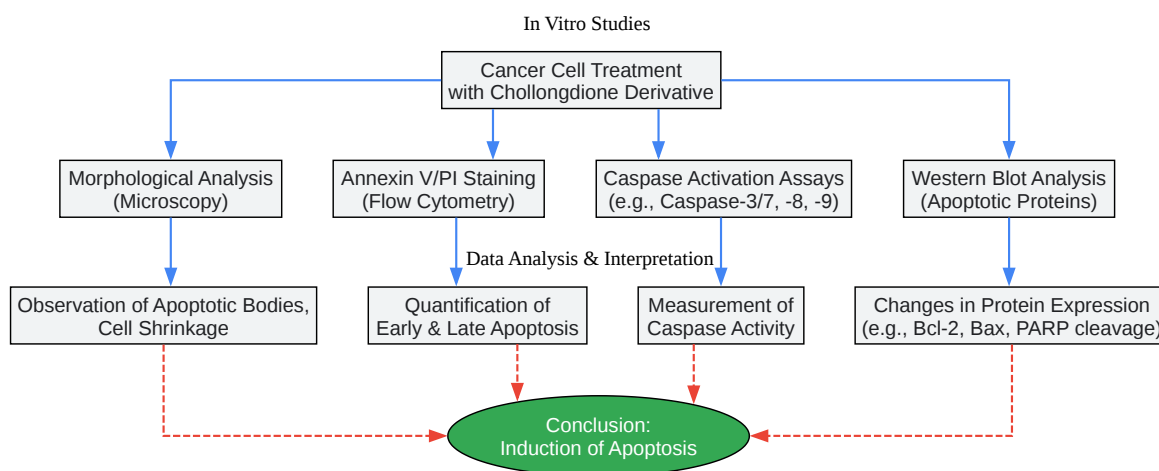 In Vitro Studies
Cancer Cell Treatment
with Chollongdione Derivative
Morphological Analysis
(Microscopy)
Annexin V/PI Staining
(Flow Cytometry)
Caspase Activation Assays
(e.g., Caspase-3/7, -8, -9)
Western Blot Analysis
(Apoptotic Proteins)
Data Analysis & Interpretation
Observation of Apoptotic Bodies,
Cell Shrinkage
Quantification of
Early & Late Apoptosis
Measurement of
Caspase Activity
Changes in Protein Expression
(e.g., Bcl-2, Bax, PARP cleavage)
Conclusion:
Induction of Apoptosis